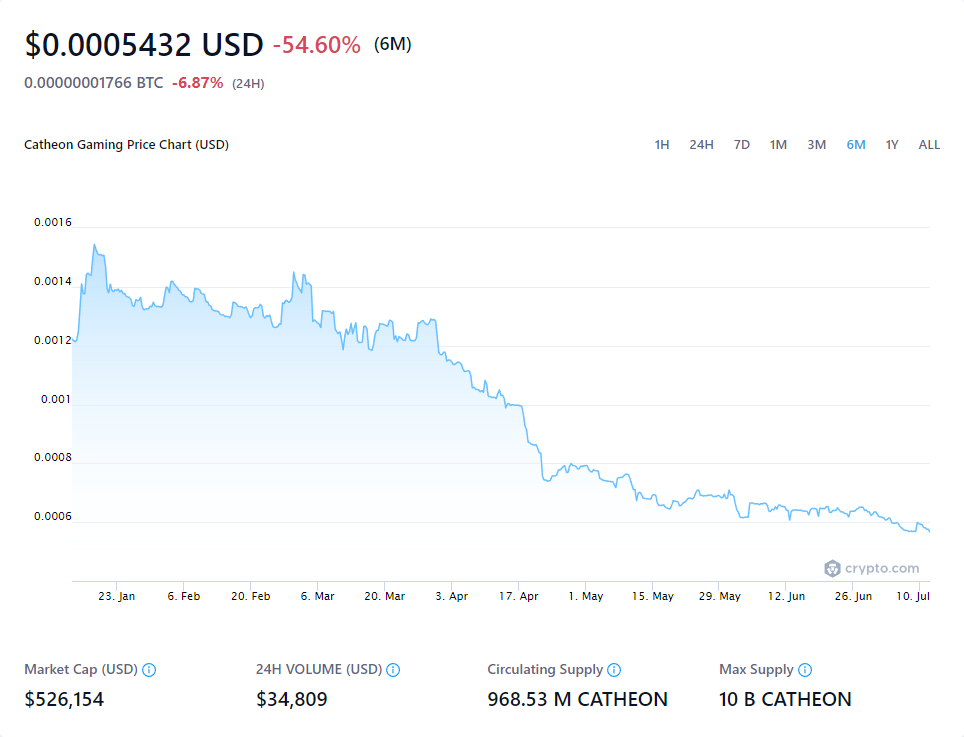 $0.0005432 USD -54.60% (6M)
0.00000001766 BTC -6.87% (24H)
Catheon Gaming Price Chart (USD) 1H 24H 7D 1M 3M 6M 1Y ALL
0.0016
0.0014
0.0012
0.001
0.0008
0.0006
crypto.com
23. Jan 6. Feb 20. Feb 6. Mar 20. Mar 3. Apr 17. Apr 1. May 15. May 29. May 12. Jun 26. Jun 10. Jul
Market Cap (USD) 24H VOLUME (USD) Circulating Supply Max Supply
$526,154 $34,809 968.53 M CATHEON 10 B CATHEON